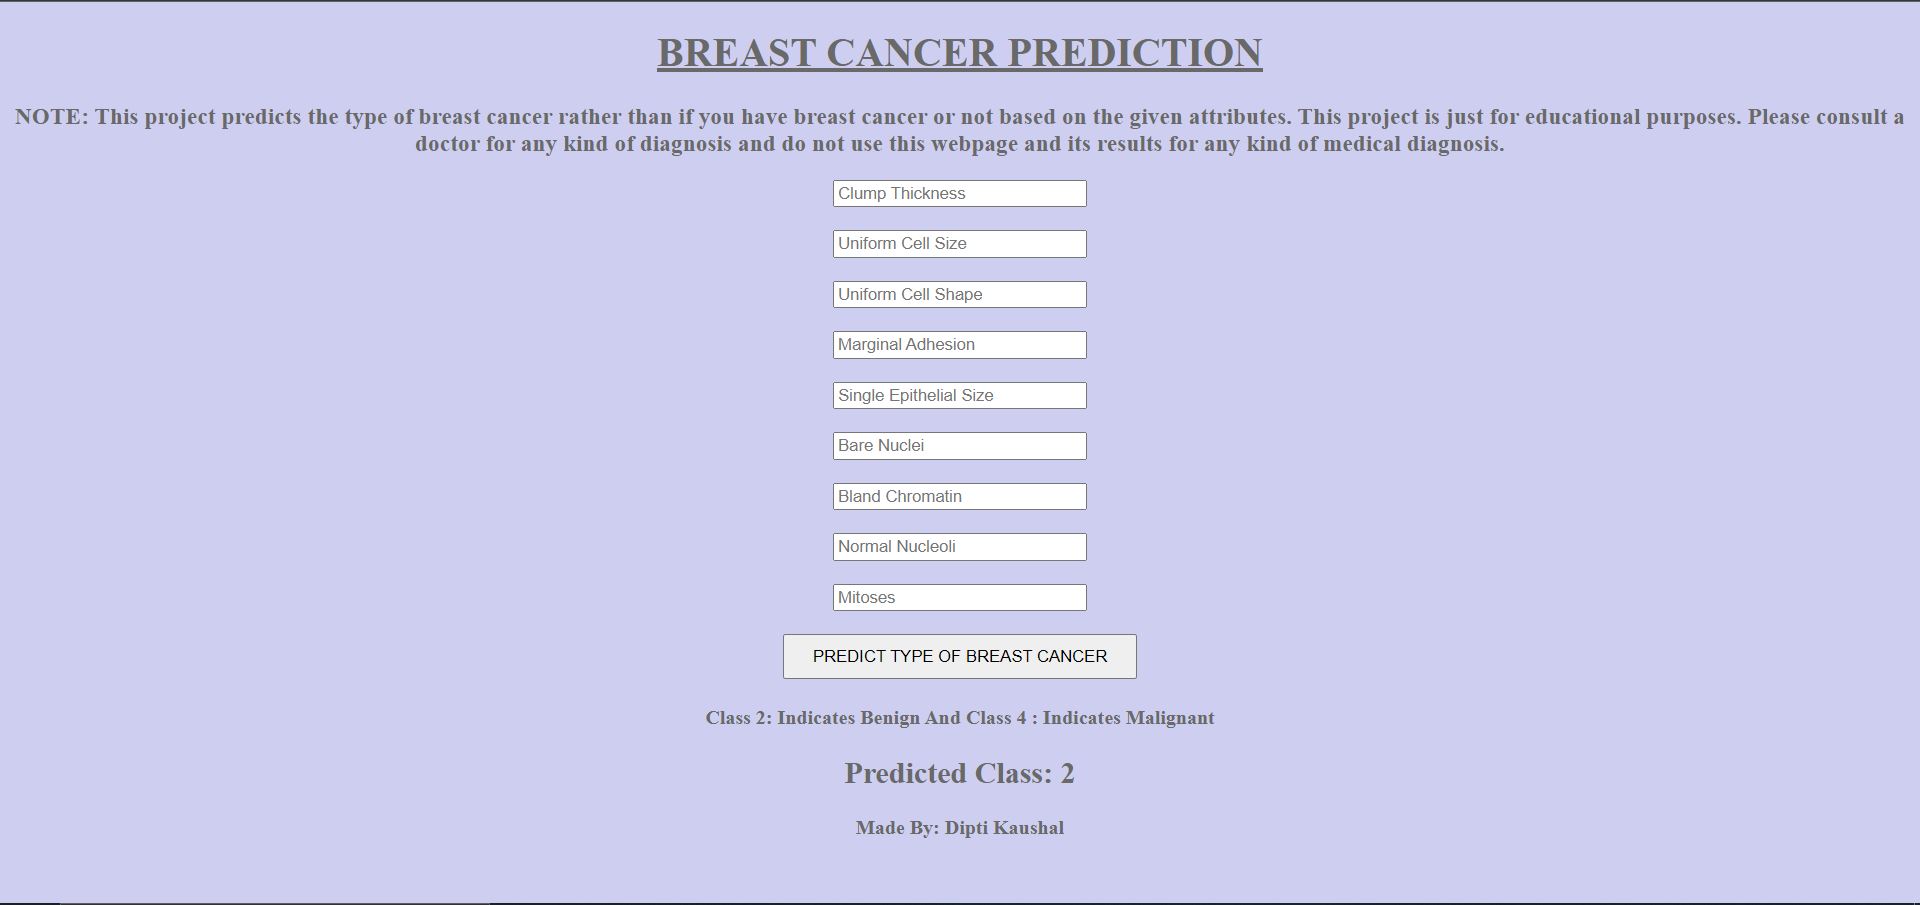 BREAST CANCER PREDICTION
NOTE: This project predicts the type of breast cancer rather than if you have breast cancer or not based on the given attributes. This project is just for educational purposes. Please consult a
doctor for any kind of diagnosis and do not use this webpage and its results for any kind of medical diagnosis.
Clump Thickness
Uniform Cell Size
Uniform Cell Shape
Marginal Adhesion
Single Epithelial Size
Bare Nuclei
Bland Chromatin
Normal Nucleoli
Mitoses
PREDICT TYPE OF BREAST CANCER
Class 2: Indicates Benign And Class 4 : Indicates Malignant
Predicted Class: 2
Made By: Dipti Kaushal